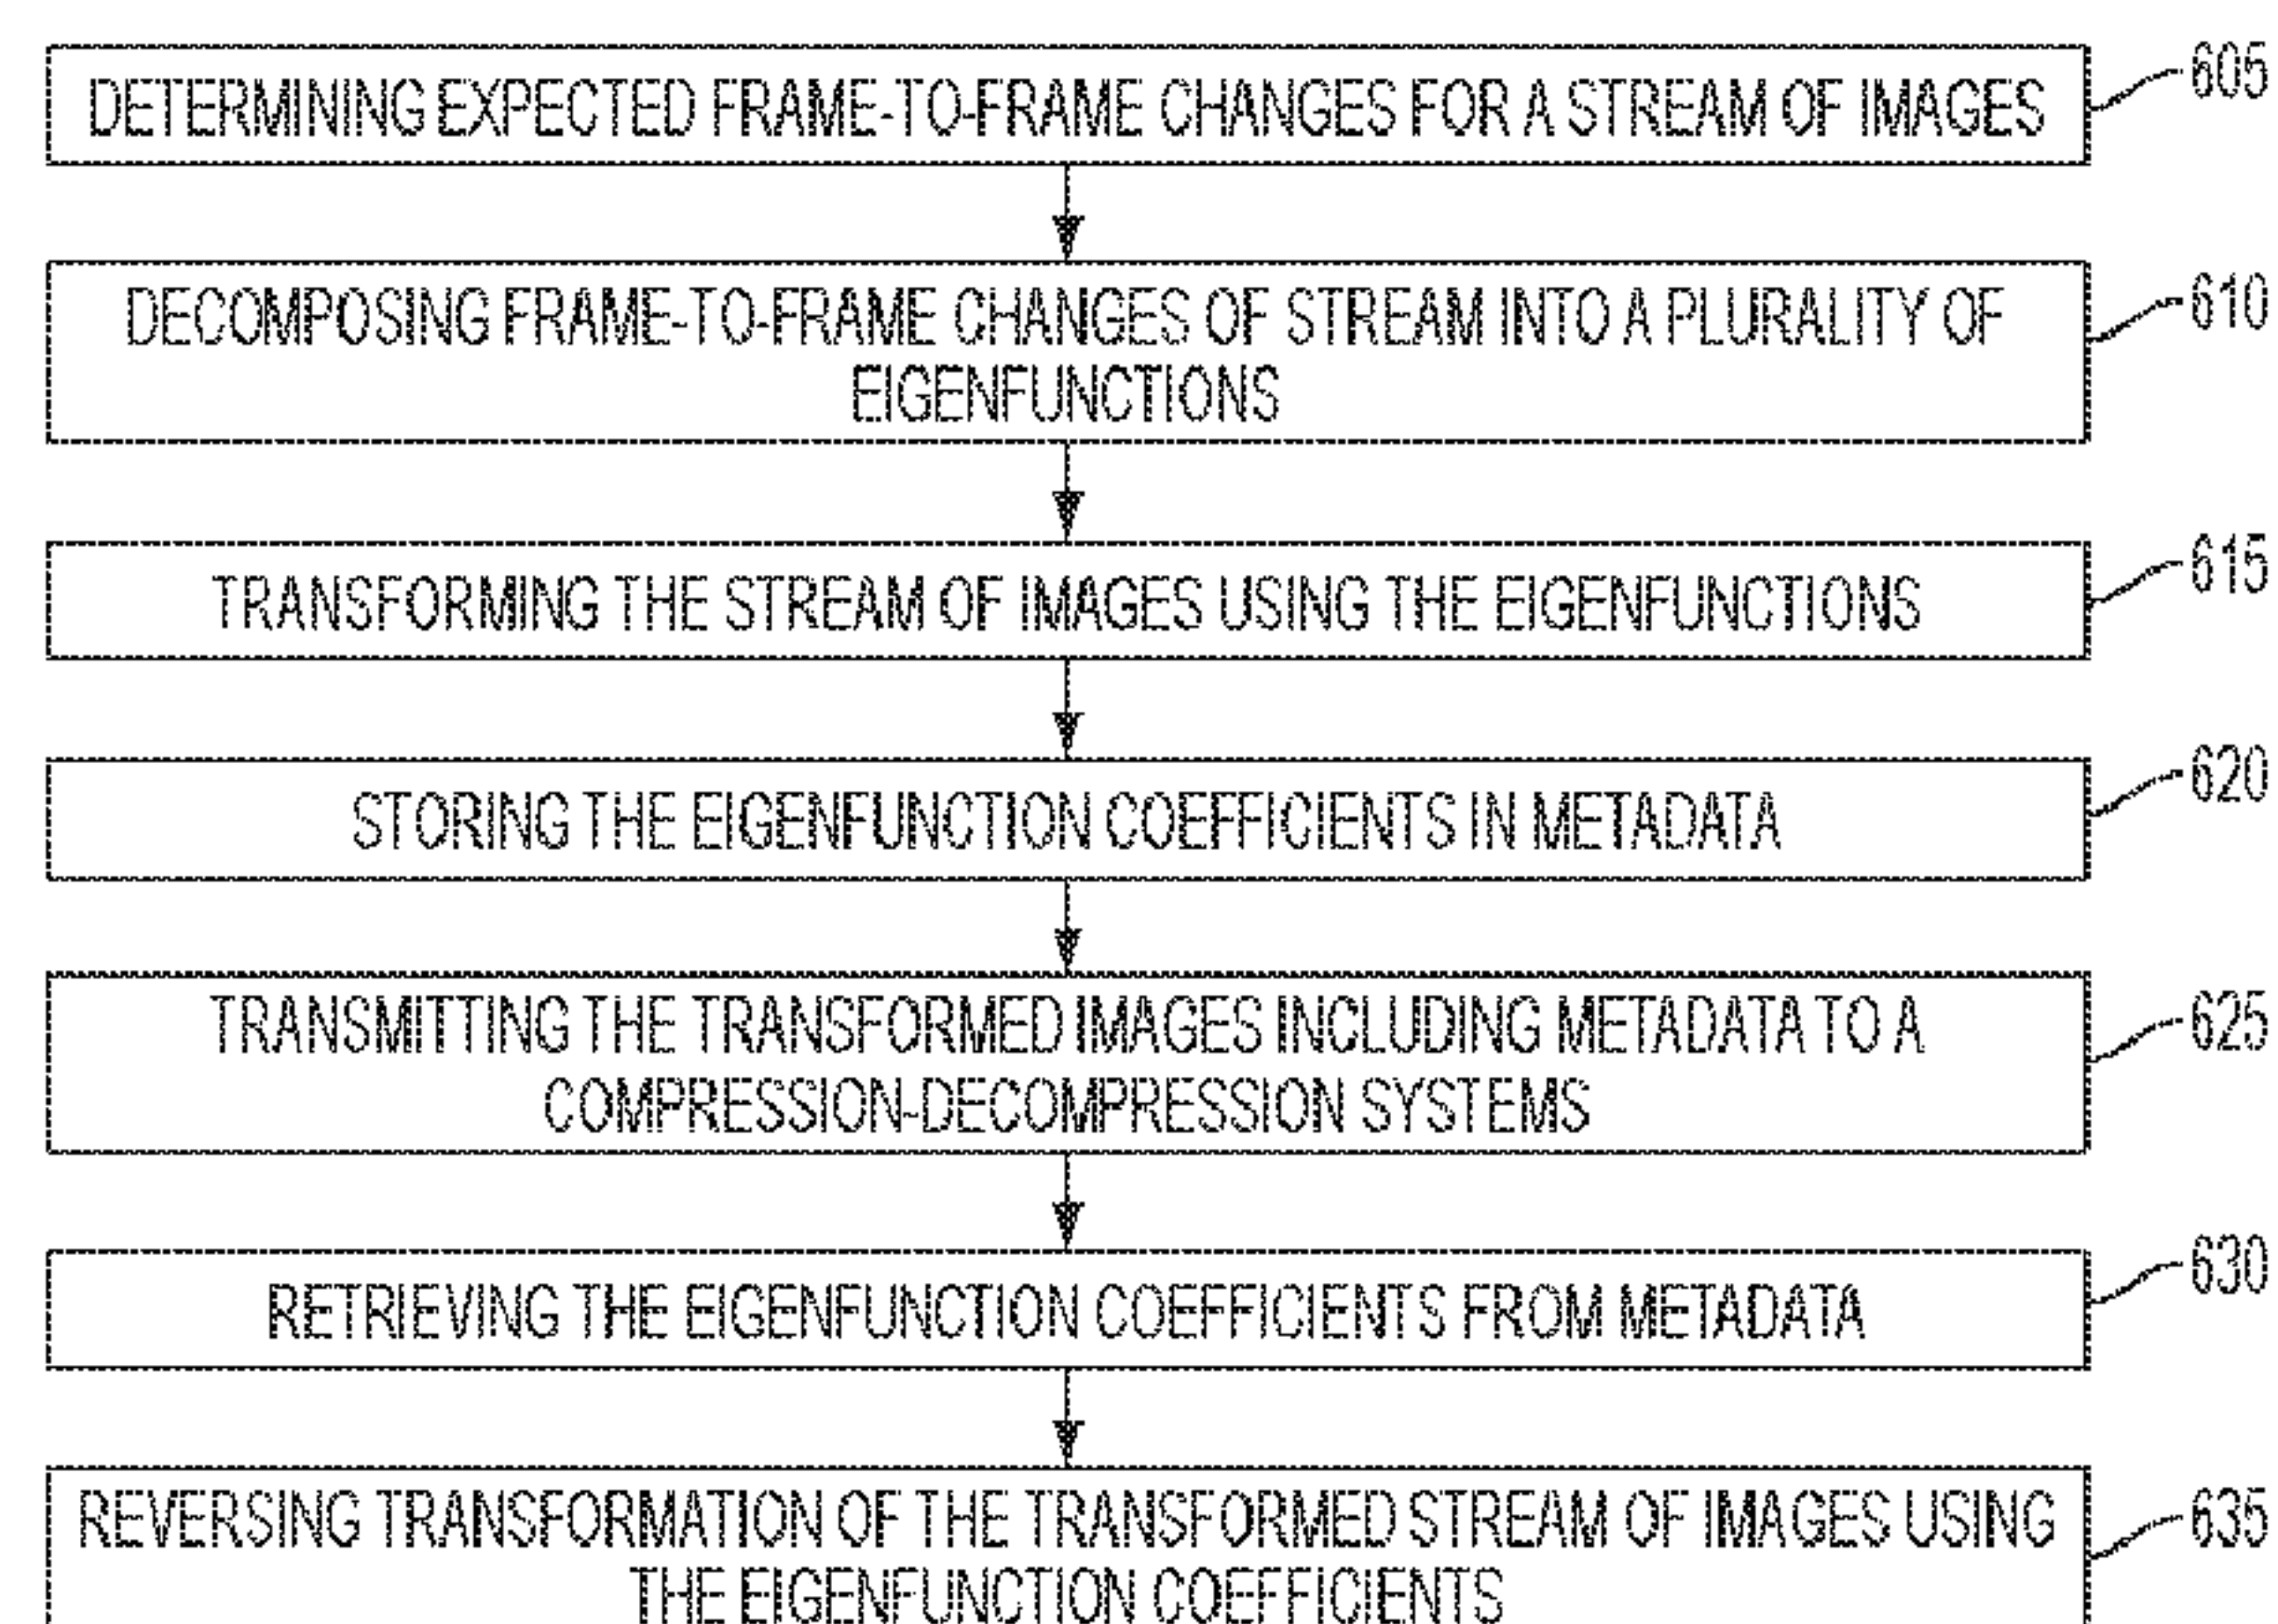 DETERMINING EXPECTED FRAME-TO-FRAME CHANGES FOR A STREAM OF IMAGES
605
DECOMPOSING FRAME-TO-FRAME CHANGES OF STREAM INTO A PLURALITY OF
EIGENFUNCTIONS
610
TRANSFORMING THE STREAM OF IMAGES USING THE EIGENFUNCTIONS
615
STORING THE EIGENFUNCTION COEFFICIENTS IN METADATA
620
TRANSMITTING THE TRANSFORMED IMAGES INCLUDING METADATA TO A
COMPRESSION-DECOMPRESSION SYSTEMS
625
RETRIEVING THE EIGENFUNCTION COEFFICIENTS FROM METADATA
630
REVERSING TRANSFORMATION OF THE TRANSFORMED STREAM OF IMAGES USING
THE EIGENFUNCTION COEFFICIENTS
635